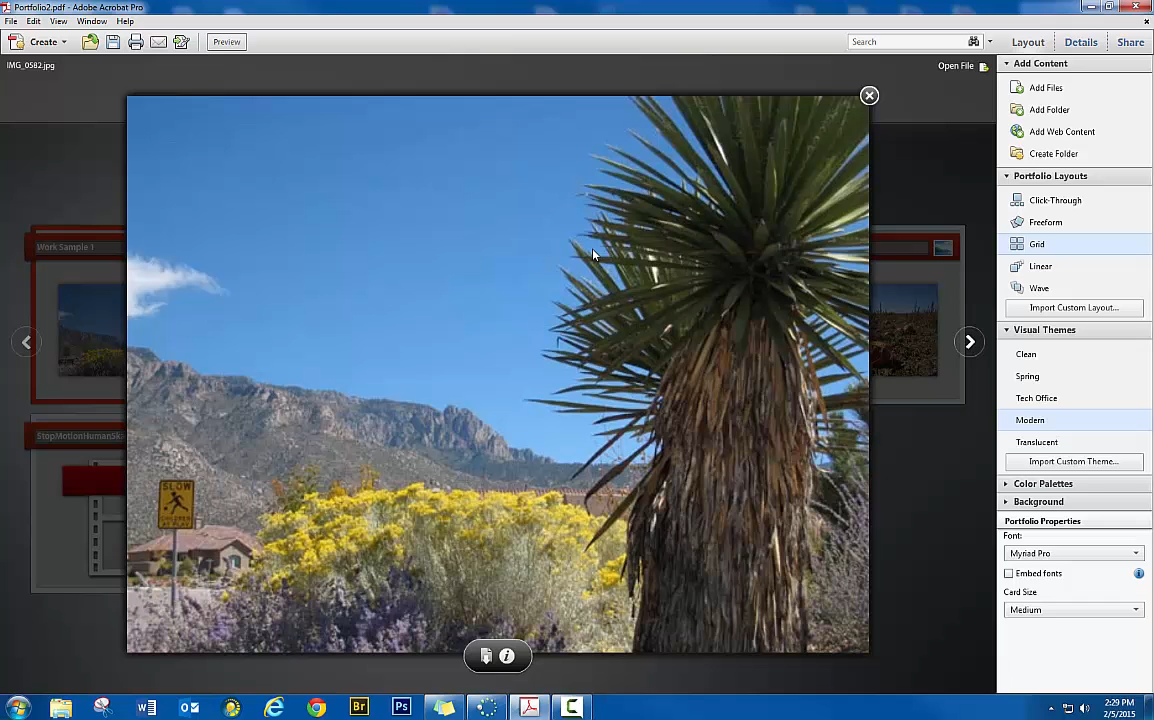 Portfolio2.pdf - Adobe Acrobat Pro
File Edit View Window Help
Create Preview Search Layout Details Share
IMG_0582.jpg
Open File
Work Sample 1
StopMotionHumanSk
SLOW
CHILDREN
Add Content
Add Files
Add Folder
Add Web Content
Create Folder
Portfolio Layouts
Click-Through
Freeform
Grid
Linear
Wave
Import Custom Layout...
Visual Themes
Clean
Spring
Tech Office
Modern
Translucent
Import Custom Theme...
Color Palettes
Background
Portfolio Properties
Font:
Myriad Pro
Embed fonts
Card Size
Medium
Br
Ps
2:29 PM
2/5/2015